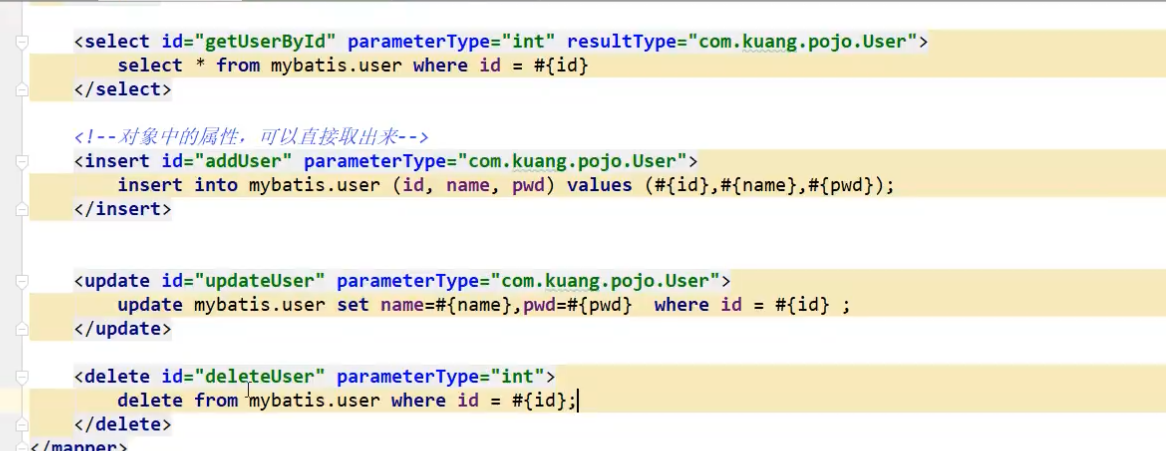 <select id="getUserById" parameterType="int" resultType="com.kuang.pojo.User">
select * from mybatis.user where id = #{id}
</select>
<!--对象中的属性，可以直接取出来-->
<insert id="addUser" parameterType="com.kuang.pojo.User">
insert into mybatis.user (id, name, pwd) values (#{id},#{name},#{pwd});
</insert>
<update id="updateUser" parameterType="com.kuang.pojo.User">
update mybatis.user set name=#{name},pwd=#{pwd}  where id = #{id} ;
</update>
<delete id="deleteUser" parameterType="int">
delete from mybatis.user where id = #{id};
</delete>
</mapper>